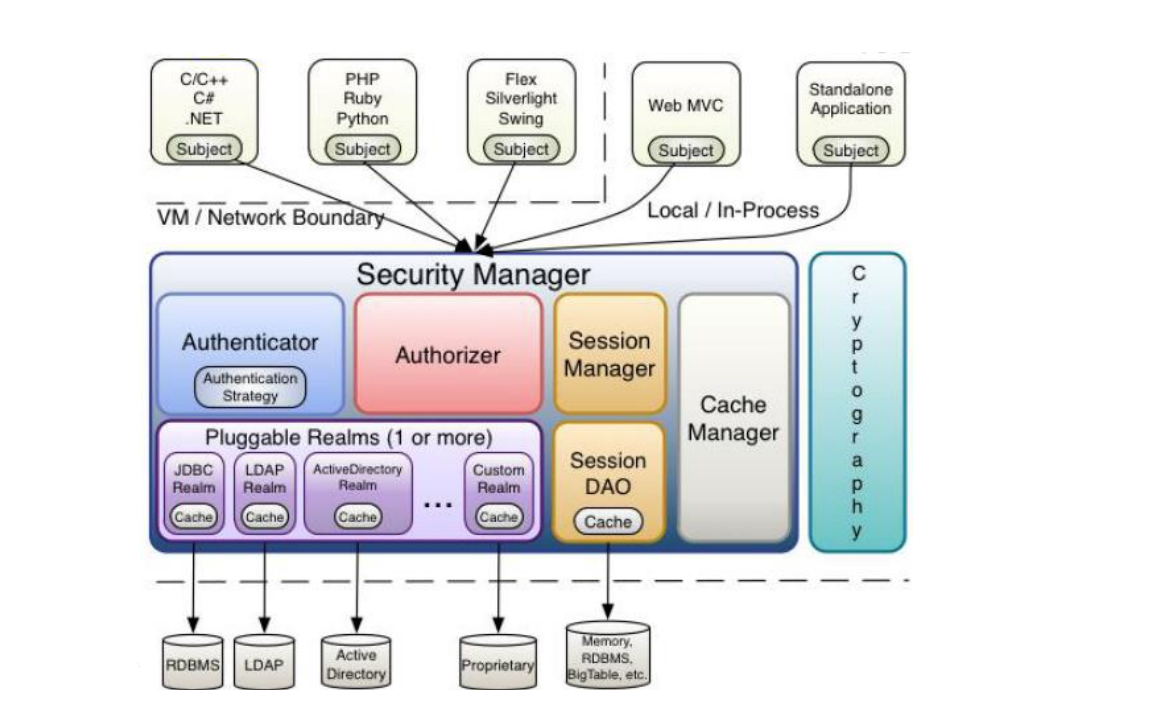 C/C++
C#
.NET
Subject
PHP
Ruby
Python
Subject
Flex
Silverlight
Swing
Subject
Web MVC
Subject
Standalone
Application
Subject
VM / Network Boundary
Local / In-Process
Security Manager
Authenticator
Authentication
Strategy
Authorizer
Session
Manager
Cache
Manager
Pluggable Realms (1 or more)
JDBC
Realm
Cache
LDAP
Realm
Cache
ActiveDirectory
Realm
Cache
...
Custom
Realm
Cache
Session
DAO
Cache
C
r
y
p
t
o
g
r
a
p
h
y
RDBMS
LDAP
Active
Directory
Proprietary
Memory,
RDBMS,
BigTable, etc.